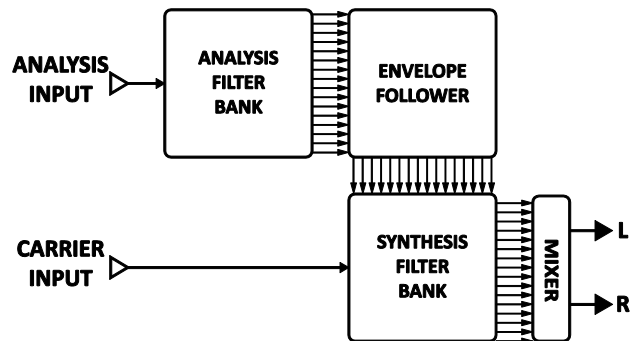 ANALYSIS
INPUT
ANALYSIS
FILTER
BANK
ENVELOPE
FOLLOWER
CARRIER
INPUT
SYNTHESIS
FILTER
BANK
MIXER
L
R